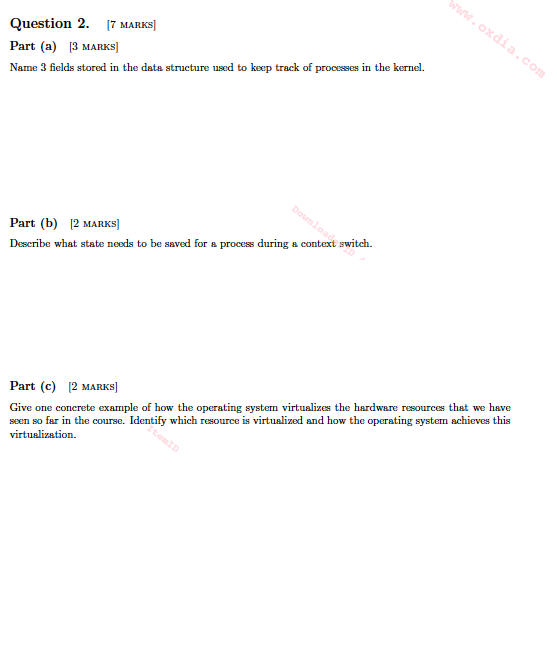 www.oxdia.com
Question 2. [7 MARKS]
Part (a) [3 MARKS]
Name 3 fields stored in the data structure used to keep track of processes in the kernel.
Part (b) [2 MARKS]
Describe what state needs to be saved for a process during a context switch.
Part (c) [2 MARKS]
Give one concrete example of how the operating system virtualizes the hardware resources that we have
seen so far in the course. Identify which resource is virtualized and how the operating system achieves this
virtualization.
ItemID